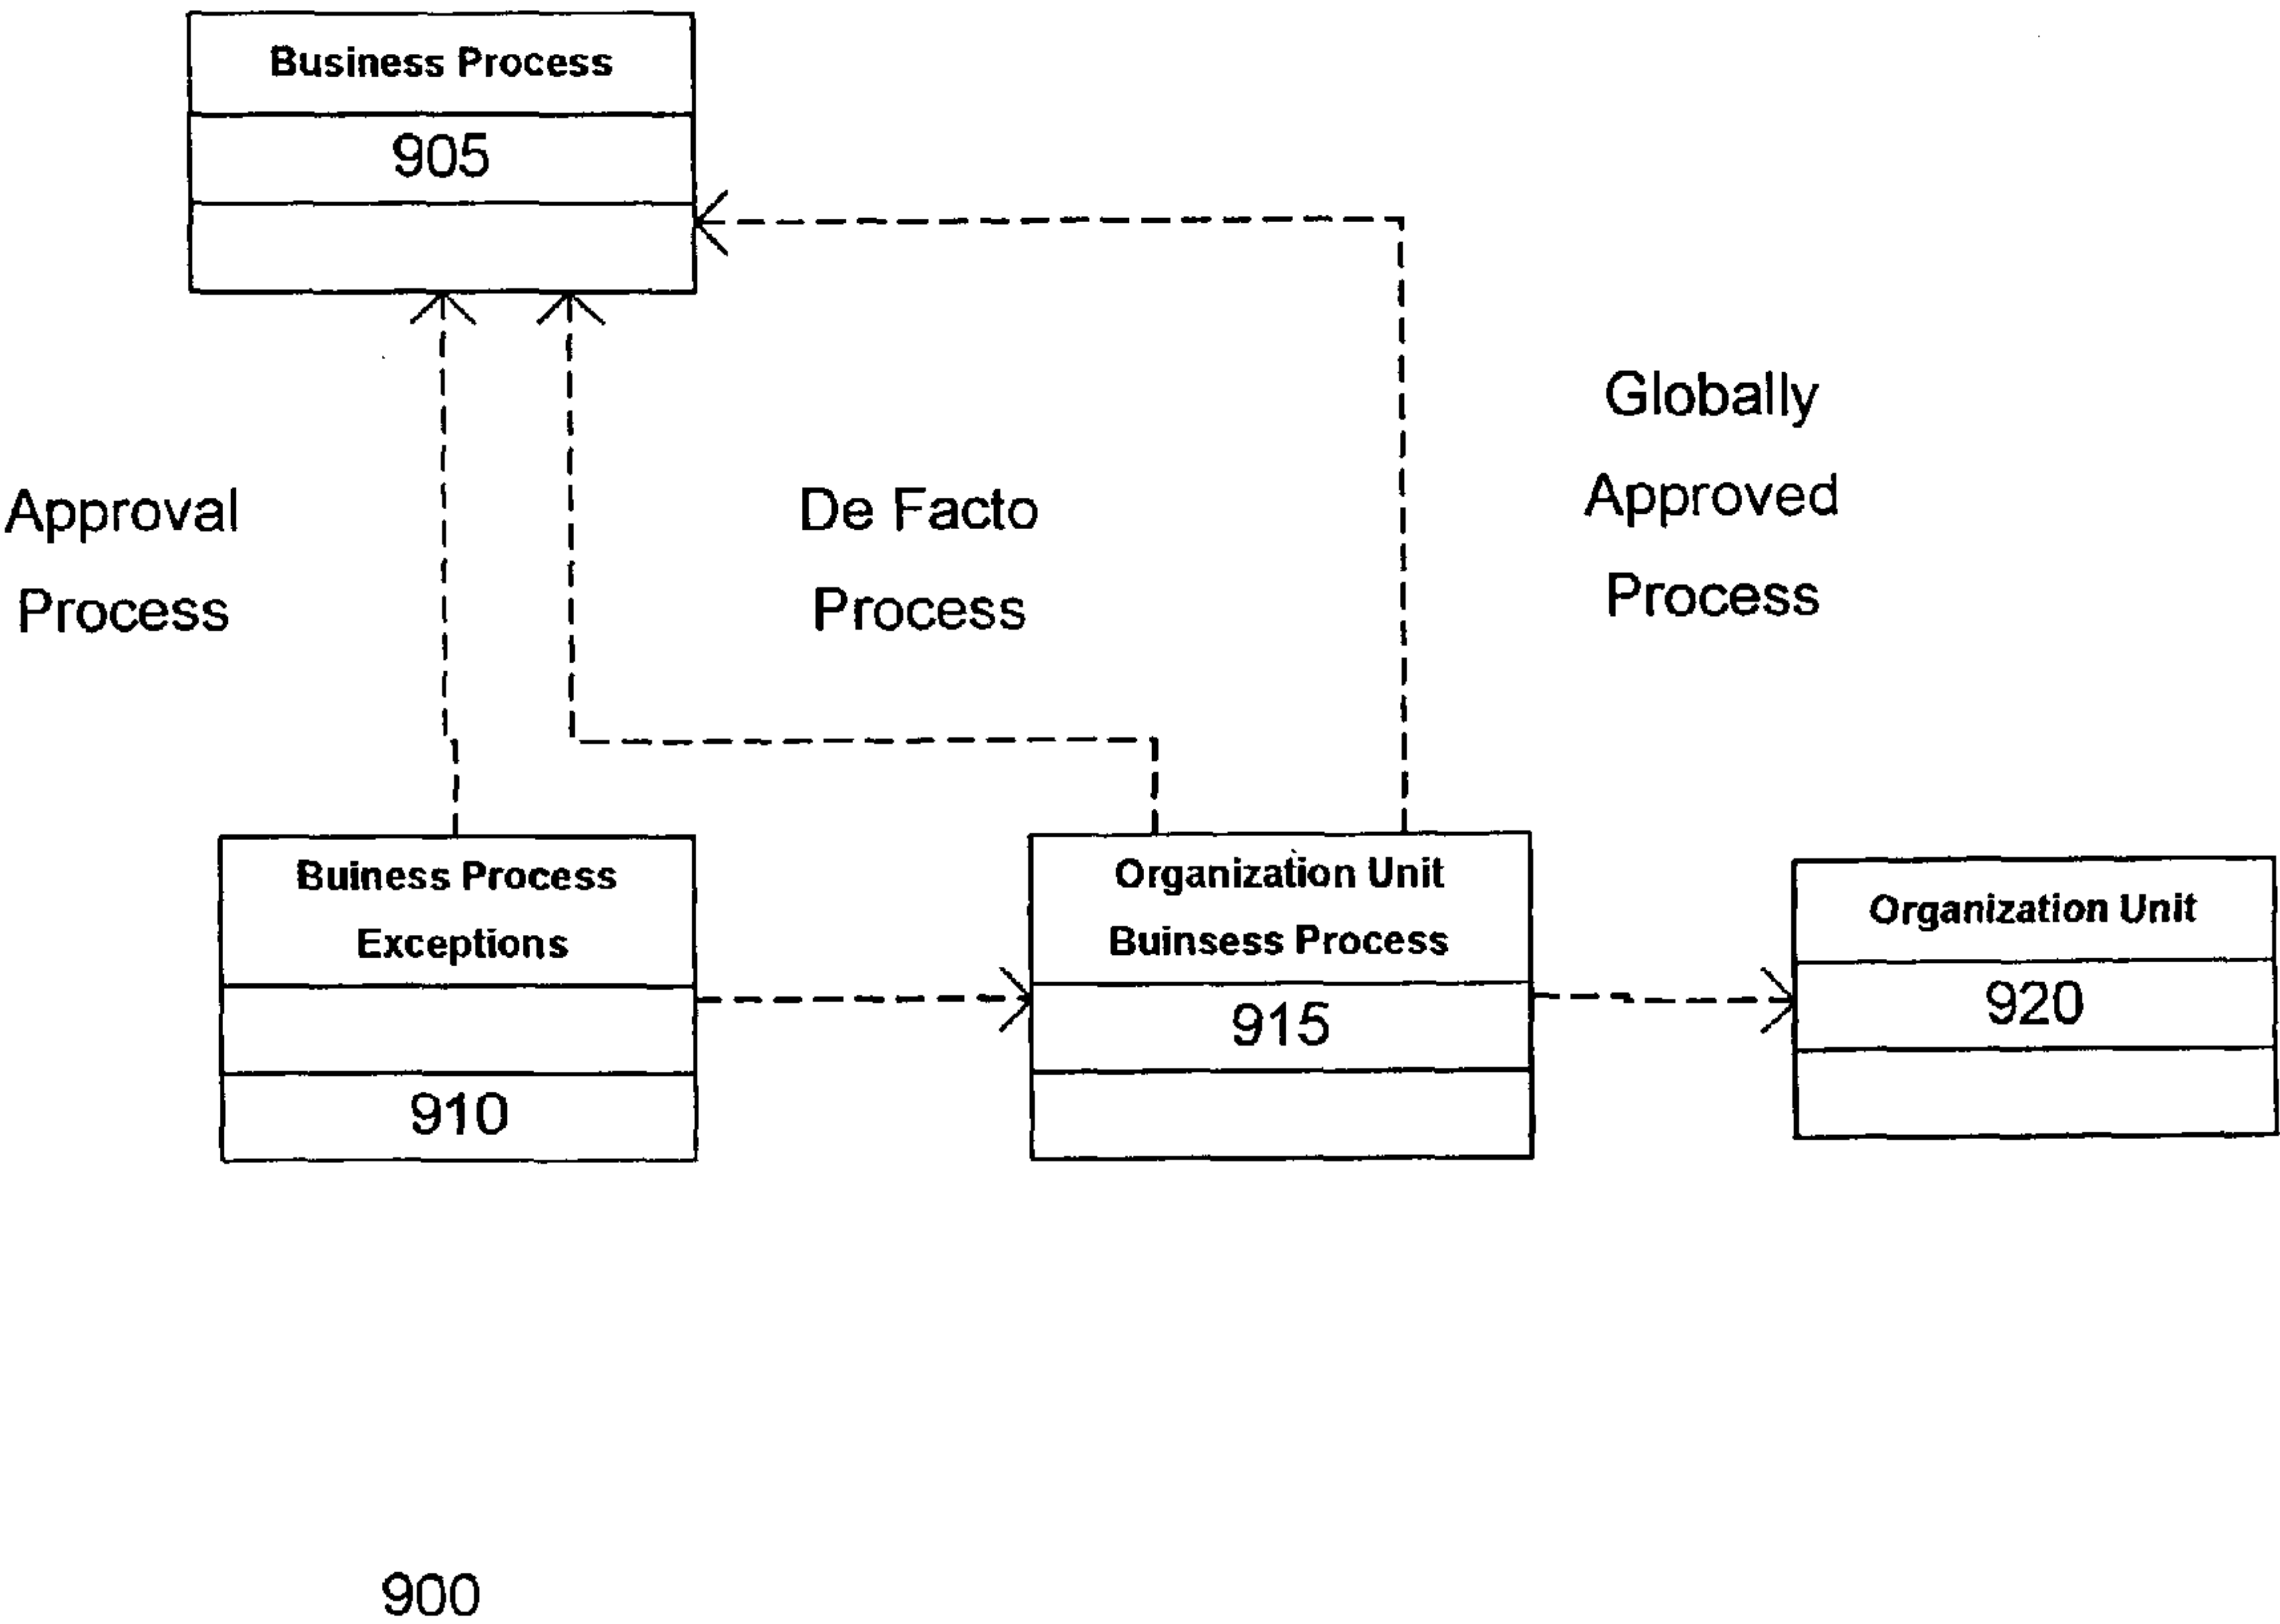 Business Process
905
Globally
Approved
Process
Approval
Process
De Facto
Process
Buiness Process
Exceptions
910
Organization Unit
Buinsess Process
915
Organization Unit
920
900